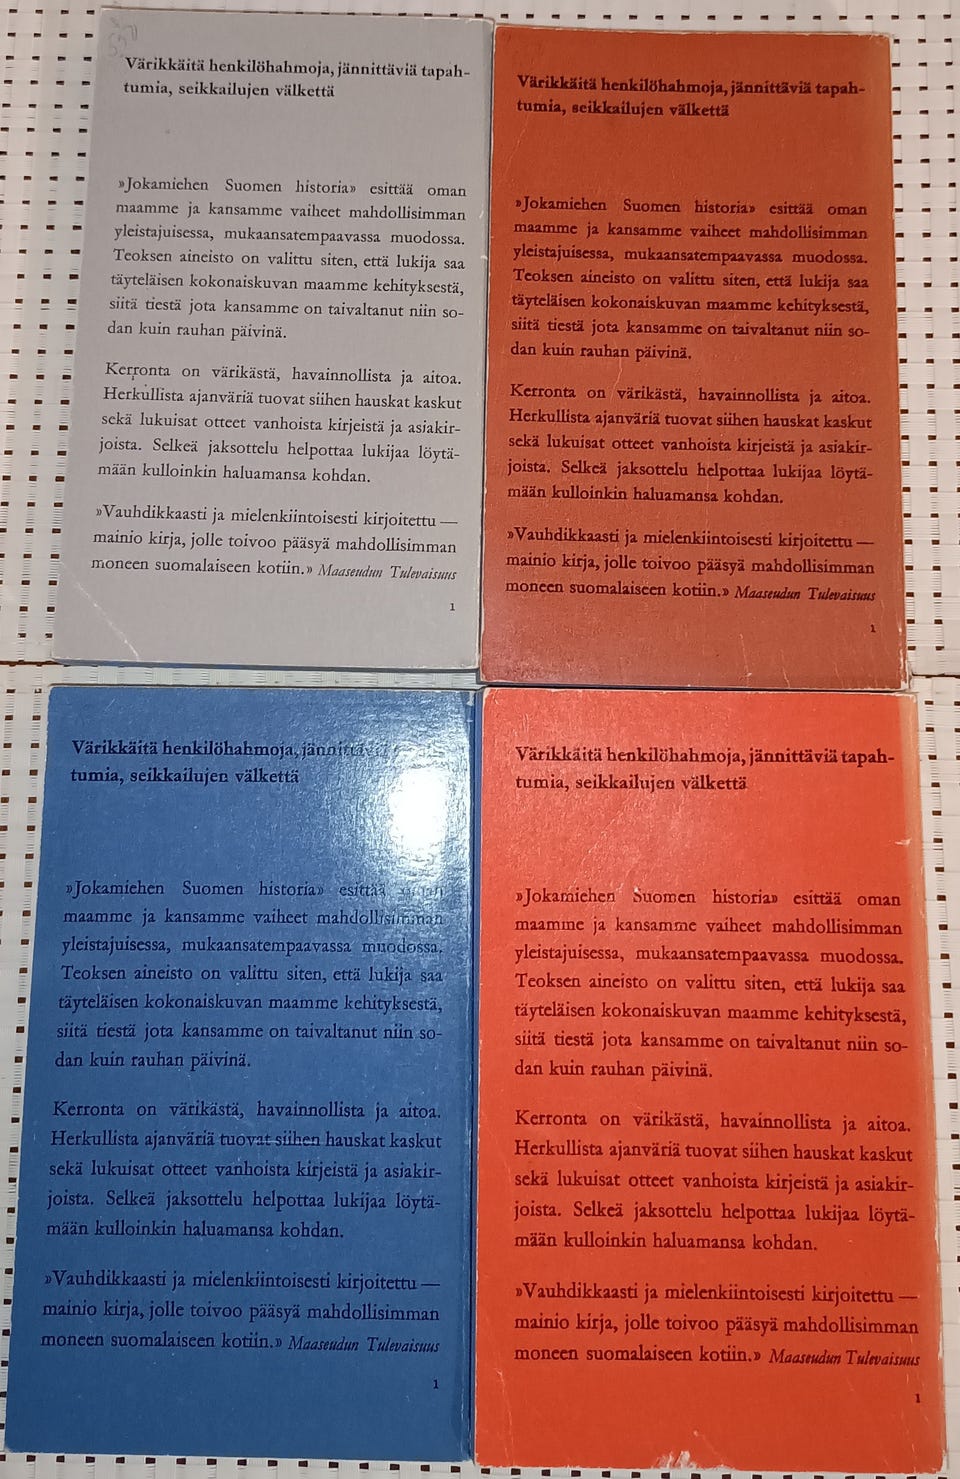 Värikkäitä henkilöhahmoja, jännittäviä tapah-
tumia, seikkailujen välkettä
»Jokamiehen Suomen historia» esittää oman
maamme ja kansamme vaiheet mahdollisimman
yleistajuisessa, mukaansatempaavassa muodossa.
Teoksen aineisto on valittu siten, että lukija saa
täyteläisen kokonaiskuvan maamme kehityksestä,
siitä tiestä jota kansamme on taivaltanut niin so-
dan kuin rauhan päivinä.
Kerronta on värikästä, havainnollista ja aitoa.
Herkullista ajanväriä tuovat siihen hauskat kaskut
sekä lukuisat otteet vanhoista kirjeistä ja asiakir-
joista. Selkeä jaksottelu helpottaa lukijaa löytä-
mään kulloinkin haluamansa kohdan.
»Vauhdikkaasti ja mielenkiintoisesti kirjoitettu —
mainio kirja, jolle toivoo pääsyä mahdollisimman
moneen suomalaiseen kotiin.» Maaseudun Tulevaisuus
1
Värikkäitä henkilöhahmoja, jännittäviä tapah-
tumia, seikkailujen välkettä
»Jokamiehen Suomen historia» esittää oman
maamme ja kansamme vaiheet mahdollisimman
yleistajuisessa, mukaansatempaavassa muodossa.
Teoksen aineisto on valittu siten, että lukija saa
täyteläisen kokonaiskuvan maamme kehityksestä,
siitä tiestä jota kansamme on taivaltanut niin so-
dan kuin rauhan päivinä.
Kerronta on värikästä, havainnollista ja aitoa.
Herkullista ajanväriä tuovat siihen hauskat kaskut
sekä lukuisat otteet vanhoista kirjeistä ja asiakir-
joista. Selkeä jaksottelu helpottaa lukijaa löytä-
mään kulloinkin haluamansa kohdan.
»Vauhdikkaasti ja mielenkiintoisesti kirjoitettu —
mainio kirja, jolle toivoo pääsyä mahdollisimman
moneen suomalaiseen kotiin.» Maaseudun Tulevaisuus
1
Värikkäitä henkilöhahmoja, jännittäviä
tumia, seikkailujen välkettä
»Jokamiehen Suomen historia» esittää oman
maamme ja kansamme vaiheet mahdollisimman
yleistajuisessa, mukaansatempaavassa muodossa.
Teoksen aineisto on valittu siten, että lukija saa
täyteläisen kokonaiskuvan maamme kehityksestä,
siitä tiestä jota kansamme on taivaltanut niin so-
dan kuin rauhan päivinä.
Kerronta on värikästä, havainnollista ja aitoa.
Herkullista ajanväriä tuovat siihen hauskat kaskut
sekä lukuisat otteet vanhoista kirjeistä ja asiakir-
joista. Selkeä jaksottelu helpottaa lukijaa löytä-
mään kulloinkin haluamansa kohdan.
»Vauhdikkaasti ja mielenkiintoisesti kirjoitettu —
mainio kirja, jolle toivoo pääsyä mahdollisimman
moneen suomalaiseen kotiin.» Maaseudun Tulevaisuus
1
Värikkäitä henkilöhahmoja, jännittäviä tapah-
tumia, seikkailujen välkettä
»Jokamiehen Suomen historia» esittää oman
maamme ja kansamme vaiheet mahdollisimman
yleistajuisessa, mukaansatempaavassa muodossa.
Teoksen aineisto on valittu siten, että lukija saa
täyteläisen kokonaiskuvan maamme kehityksestä,
siitä tiestä jota kansamme on taivaltanut niin so-
dan kuin rauhan päivinä.
Kerronta on värikästä, havainnollista ja aitoa.
Herkullista ajanväriä tuovat siihen hauskat kaskut
sekä lukuisat otteet vanhoista kirjeistä ja asiakir-
joista. Selkeä jaksottelu helpottaa lukijaa löytä-
mään kulloinkin haluamansa kohdan.
»Vauhdikkaasti ja mielenkiintoisesti kirjoitettu —
mainio kirja, jolle toivoo pääsyä mahdollisimman
moneen suomalaiseen kotiin.» Maaseudun Tulevaisuus
1